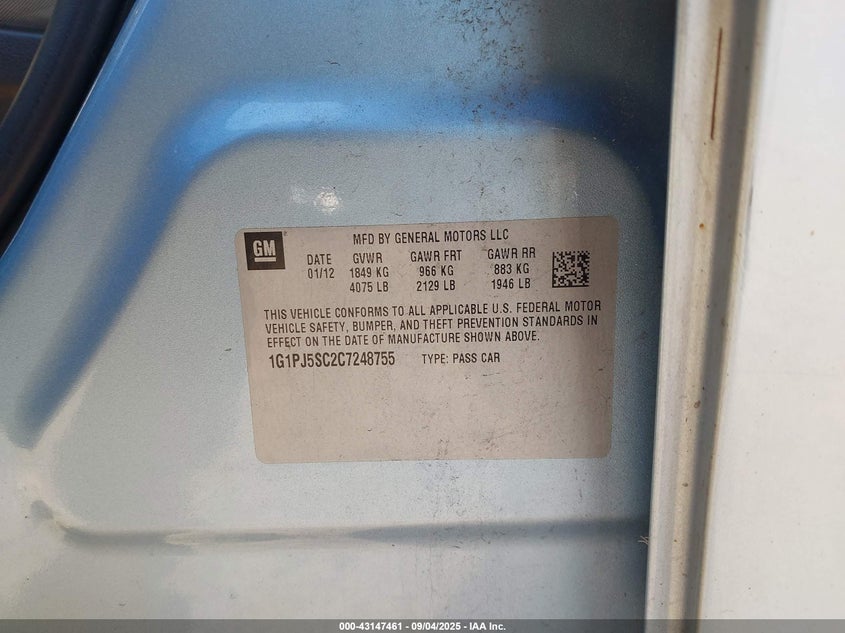 GM
MFD BY GENERAL MOTORS LLC
DATE GVWR GAWR FRT GAWR RR
01/12 1849 KG 966 KG 883 KG
4075 LB 2129 LB 1946 LB
THIS VEHICLE CONFORMS TO ALL APPLICABLE U.S. FEDERAL MOTOR
VEHICLE SAFETY, BUMPER, AND THEFT PREVENTION STANDARDS IN
EFFECT ON THE DATE OF MANUFACTURE SHOWN ABOVE.
1G1PJ5SC2C7248755 TYPE: PASS CAR
000-43147461 - 09/04/2025 - IAA Inc.